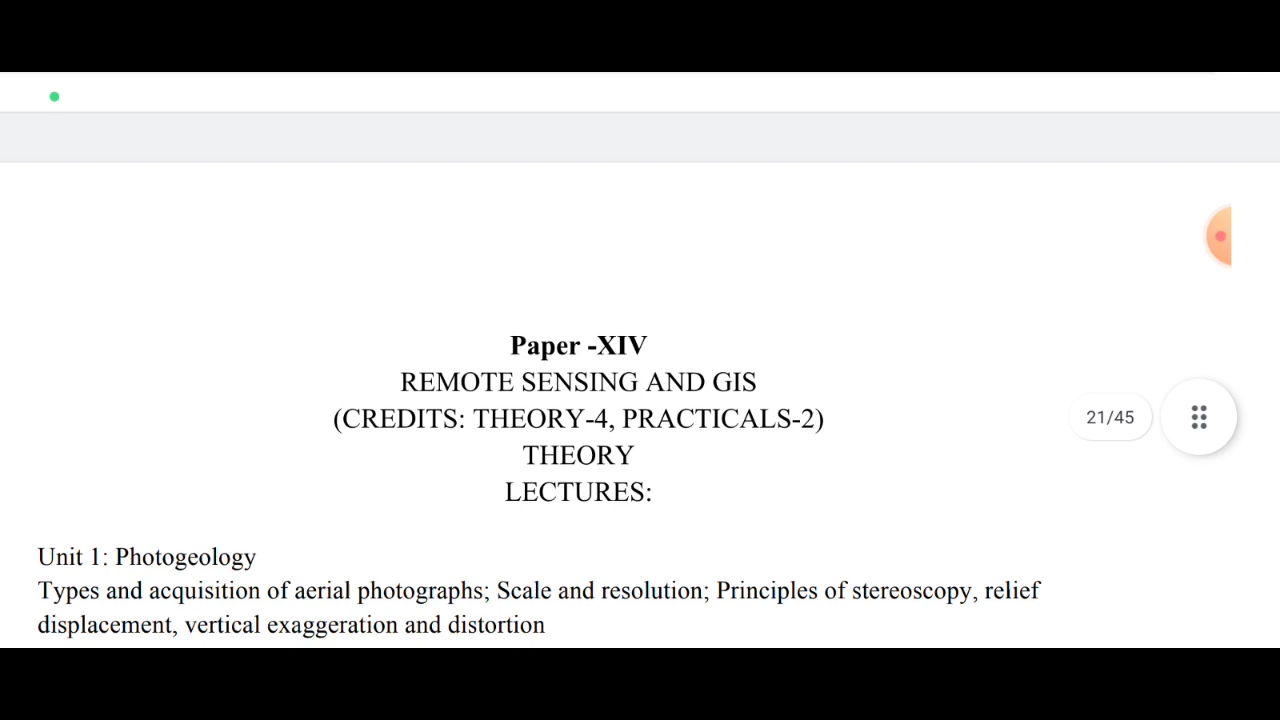 Paper -XIV
REMOTE SENSING AND GIS
(CREDITS: THEORY-4, PRACTICALS-2)
21/45
THEORY
LECTURES:
Unit 1: Photogeology
Types and acquisition of aerial photographs; Scale and resolution; Principles of stereoscopy, relief
displacement, vertical exaggeration and distortion